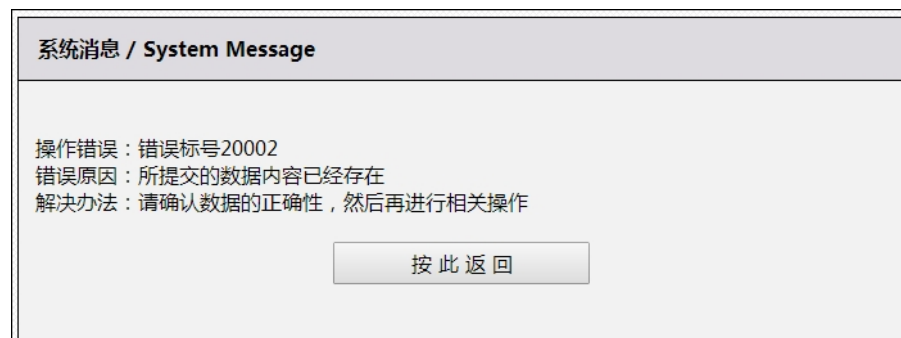 系统消息 / System Message
操作错误：错误标号20002
错误原因：所提交的数据内容已经存在
解决办法：请确认数据的正确性，然后再进行相关操作
按此返回